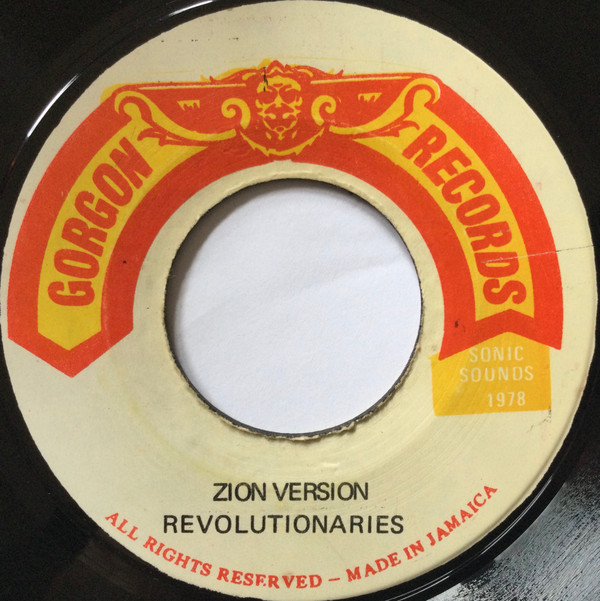 GORGON RECORDS
SONIC
SOUNDS
1978
ZION VERSION
REVOLUTIONARIES
ALL RIGHTS RESERVED – MADE IN JAMAICA